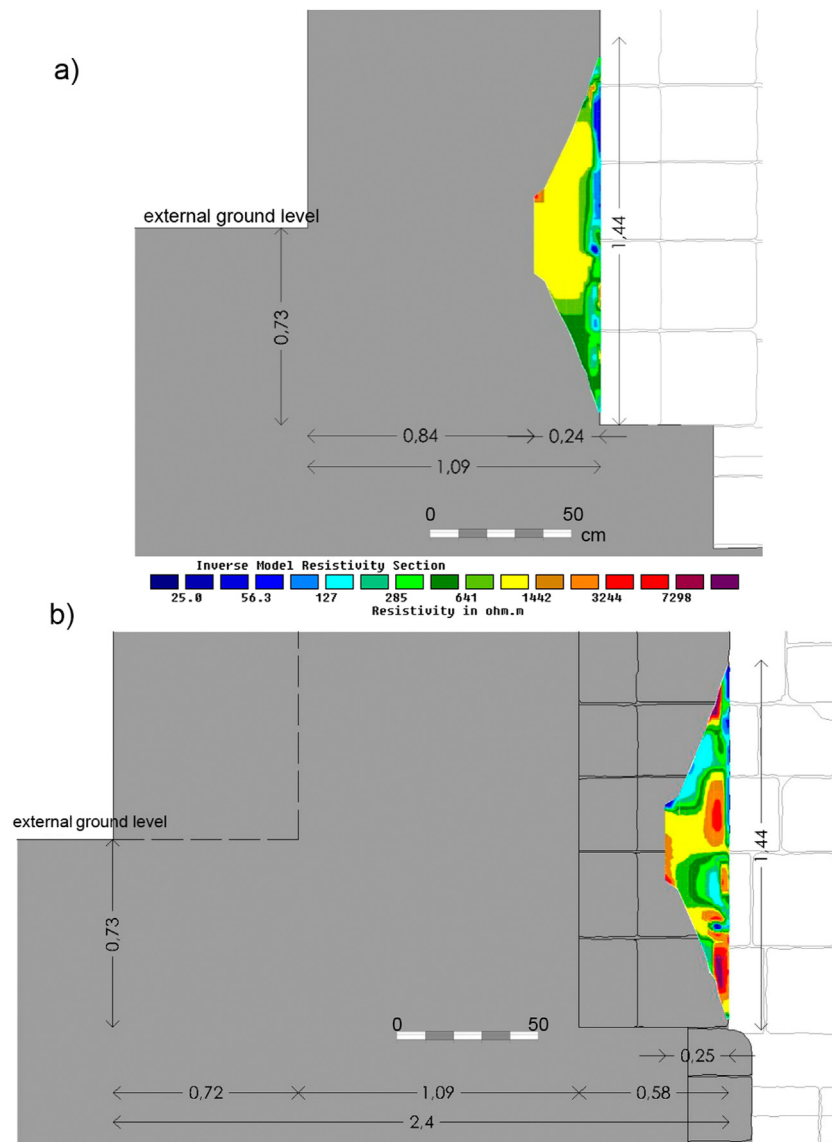 a)
external ground level
0,73
1,44
0,84
0,24
1,09
0 50
cm
Inverse Model Resistivity Section
25.0 56.3 127 285 641 1442 3244 7298
Resistivity in ohm.m
b)
external ground level
0,73
1,44
0 50
0,25
0,72 1,09 0,58
2,4